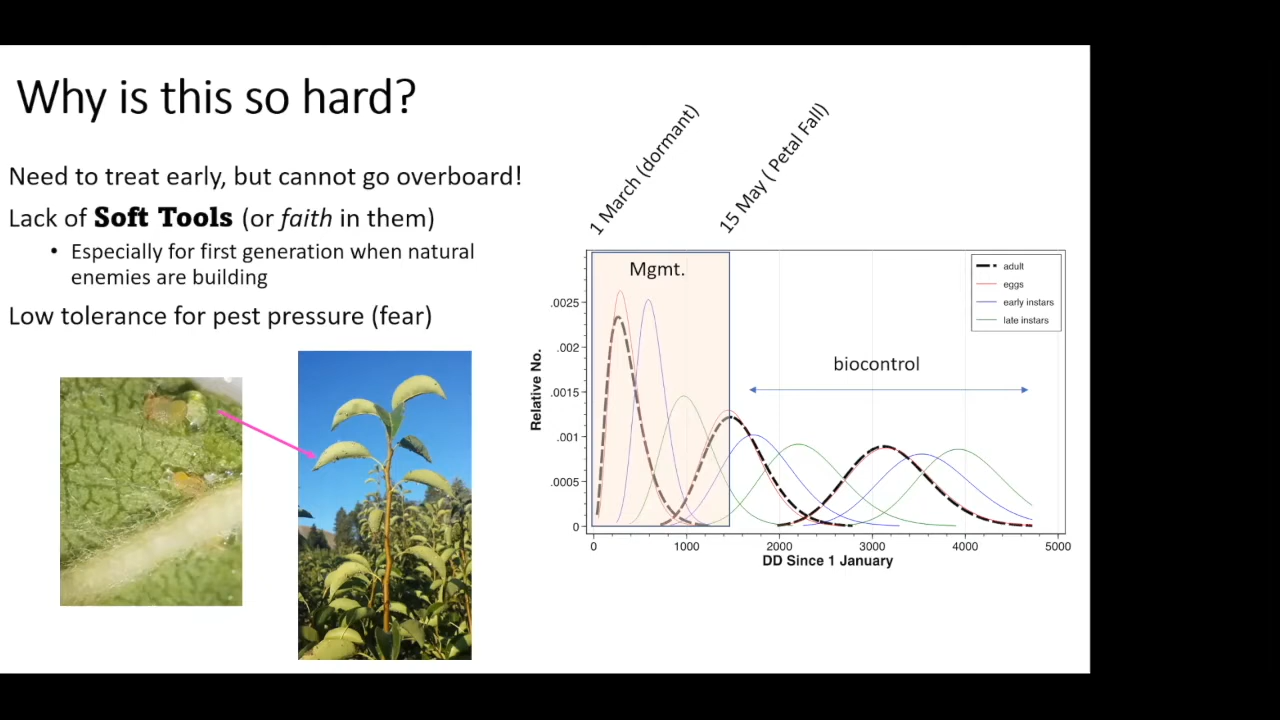 Why is this so hard?
Need to treat early, but cannot go overboard!
Lack of Soft Tools (or faith in them)
• Especially for first generation when natural
enemies are building
Low tolerance for pest pressure (fear)
1 March (dormant)
15 May ( Petal Fall)
Mgmt.
adult
eggs
early instars
late instars
biocontrol
Relative No.
.0025
.002
.0015
.001
.0005
0
0 1000 2000 3000 4000 5000
DD Since 1 January